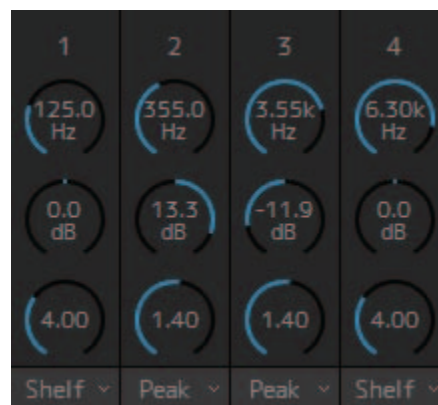 1 2 3 4
125.0 355.0 3.55k 6.30k
Hz Hz Hz Hz
0.0 13.3 -11.9 0.0
dB dB dB dB
4.00 1.40 1.40 4.00
Shelf Peak Peak Shelf